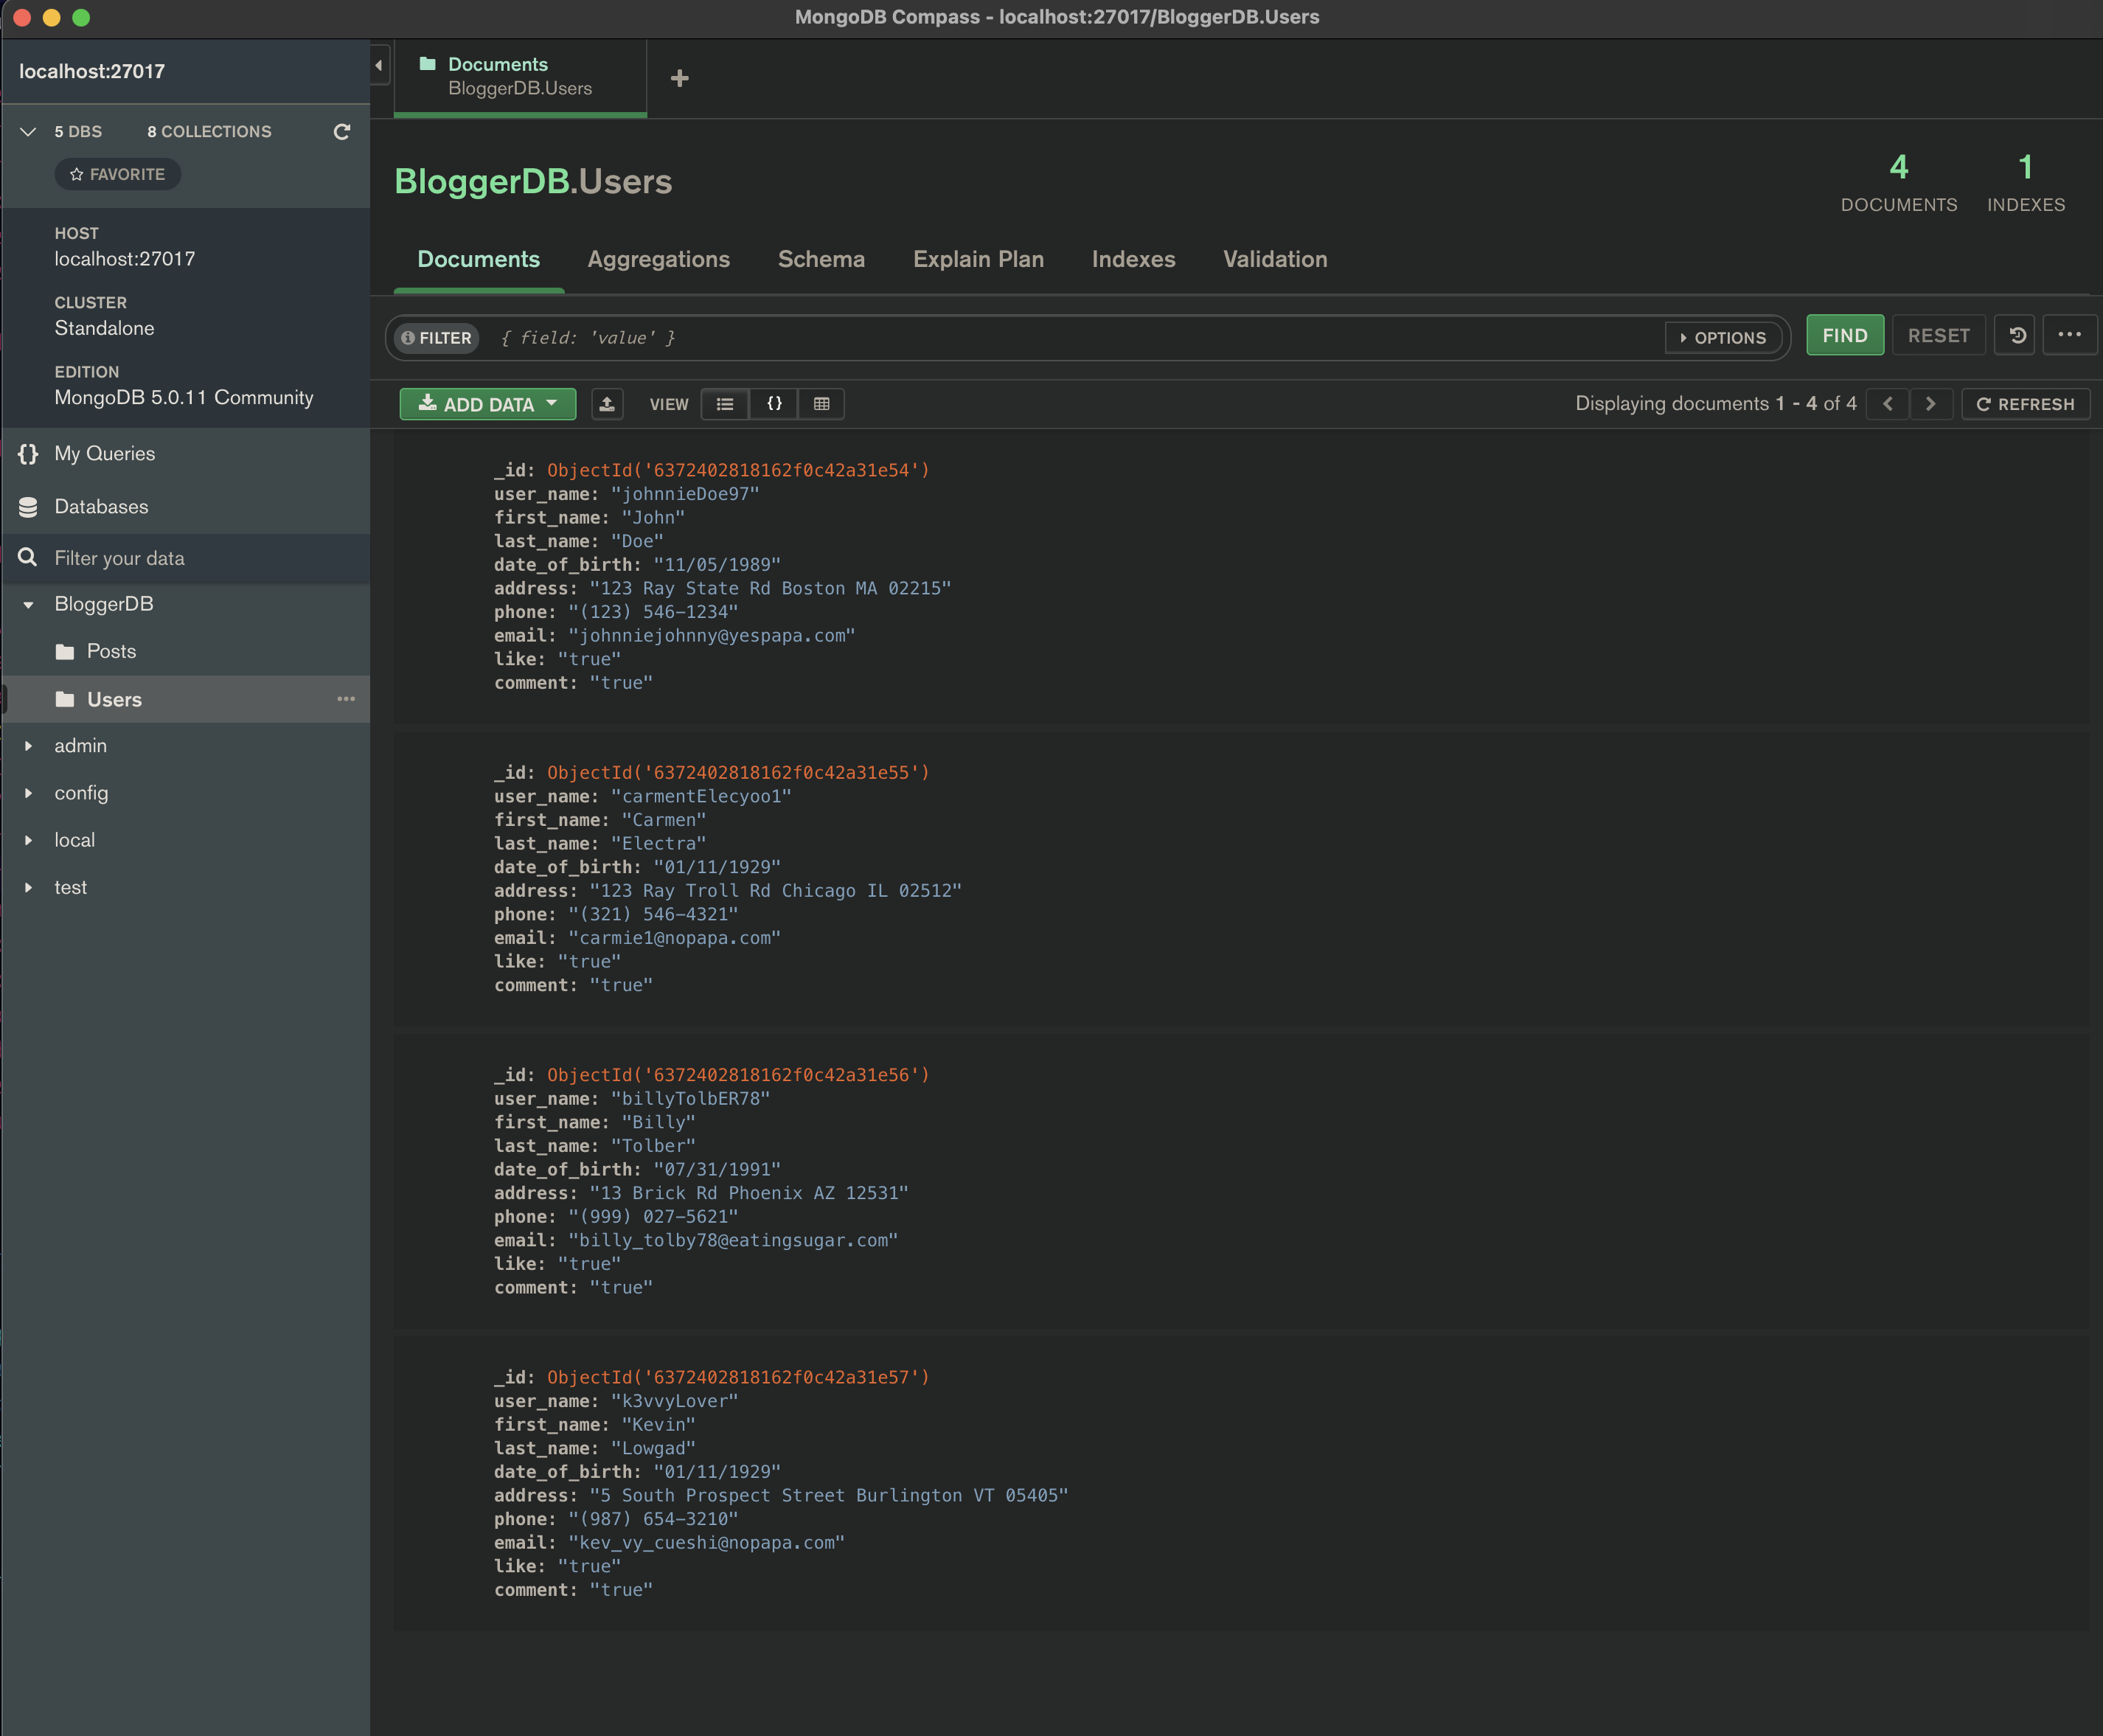 MongoDB Compass - localhost:27017/BloggerDB.Users
localhost:27017
5 DBS 8 COLLECTIONS
FAVORITE
HOST
localhost:27017
CLUSTER
Standalone
EDITION
MongoDB 5.0.11 Community
My Queries
Databases
Filter your data
BloggerDB
Posts
Users
admin
config
local
test
Documents
BloggerDB.Users
BloggerDB.Users
4
DOCUMENTS
1
INDEXES
Documents Aggregations Schema Explain Plan Indexes Validation
FILTER { field: 'value' } OPTIONS FIND RESET
ADD DATA VIEW {} Displaying documents 1 - 4 of 4 REFRESH
_id: ObjectId('6372402818162f0c42a31e54')
user_name: "johnnieDoe97"
first_name: "John"
last_name: "Doe"
date_of_birth: "11/05/1989"
address: "123 Ray State Rd Boston MA 02215"
phone: "(123) 546-1234"
email: "johnniejohnny@yespapa.com"
like: "true"
comment: "true"
_id: ObjectId('6372402818162f0c42a31e55')
user_name: "carmentElecyoo1"
first_name: "Carmen"
last_name: "Electra"
date_of_birth: "01/11/1929"
address: "123 Ray Troll Rd Chicago IL 02512"
phone: "(321) 546-4321"
email: "carmie1@nopapa.com"
like: "true"
comment: "true"
_id: ObjectId('6372402818162f0c42a31e56')
user_name: "billyTolbER78"
first_name: "Billy"
last_name: "Tolber"
date_of_birth: "07/31/1991"
address: "13 Brick Rd Phoenix AZ 12531"
phone: "(999) 027-5621"
email: "billy_tolby78@eatingsugar.com"
like: "true"
comment: "true"
_id: ObjectId('6372402818162f0c42a31e57')
user_name: "k3vvyLover"
first_name: "Kevin"
last_name: "Lowgad"
date_of_birth: "01/11/1929"
address: "5 South Prospect Street Burlington VT 05405"
phone: "(987) 654-3210"
email: "kev_vy_cueshi@nopapa.com"
like: "true"
comment: "true"